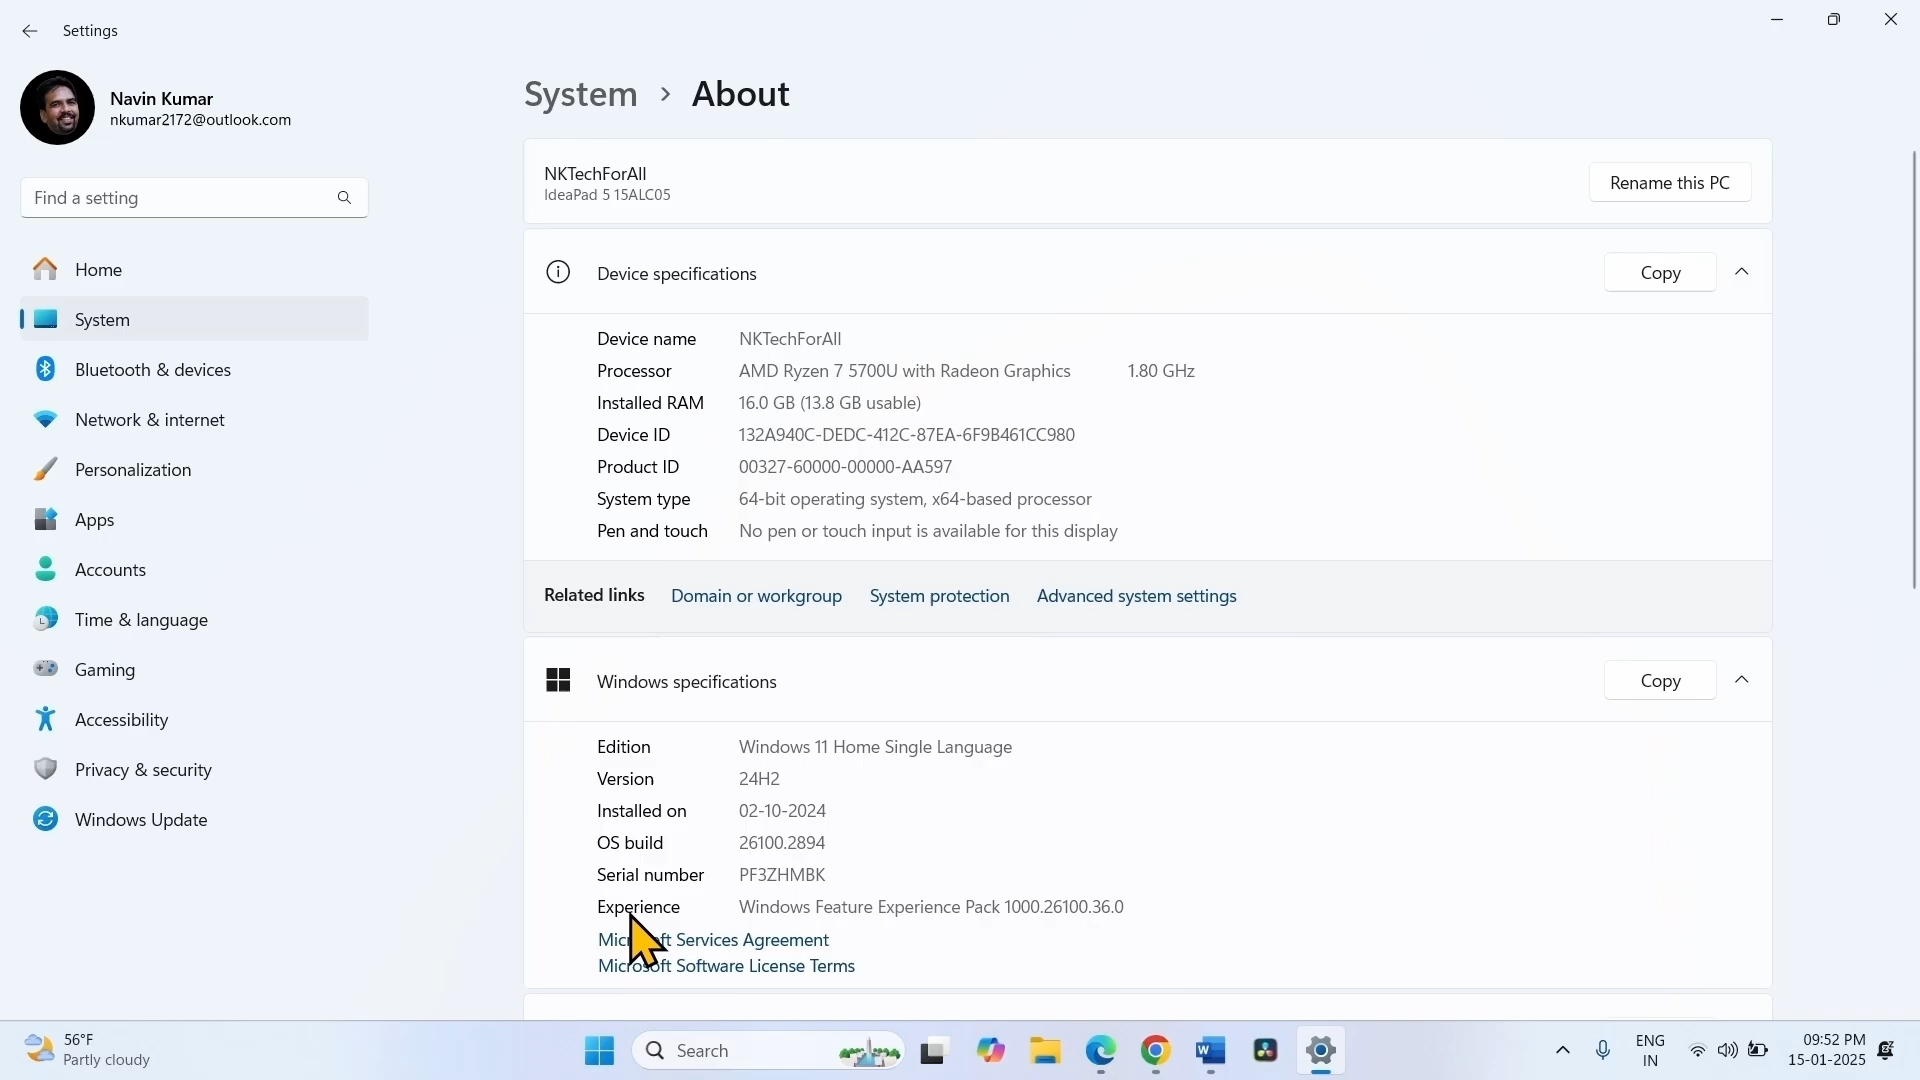 Settings
Navin Kumar
nkumar2172@outlook.com
Find a setting
Home
System
Bluetooth & devices
Network & internet
Personalization
Apps
Accounts
Time & language
Gaming
Accessibility
Privacy & security
Windows Update
System > About
NKTechForAll
IdeaPad 5 15ALC05
Rename this PC
Device specifications
Copy
Device name NKTechForAll
Processor AMD Ryzen 7 5700U with Radeon Graphics 1.80 GHz
Installed RAM 16.0 GB (13.8 GB usable)
Device ID 132A940C-DEDC-412C-87EA-6F9B461CC980
Product ID 00327-60000-00000-AA597
System type 64-bit operating system, x64-based processor
Pen and touch No pen or touch input is available for this display
Related links Domain or workgroup System protection Advanced system settings
Windows specifications
Copy
Edition Windows 11 Home Single Language
Version 24H2
Installed on 02-10-2024
OS build 26100.2894
Serial number PF3ZHMBK
Experience Windows Feature Experience Pack 1000.26100.36.0
Microsoft Services Agreement
Microsoft Software License Terms
56°F
Partly cloudy
Search
ENG
IN
09:52 PM
15-01-2025